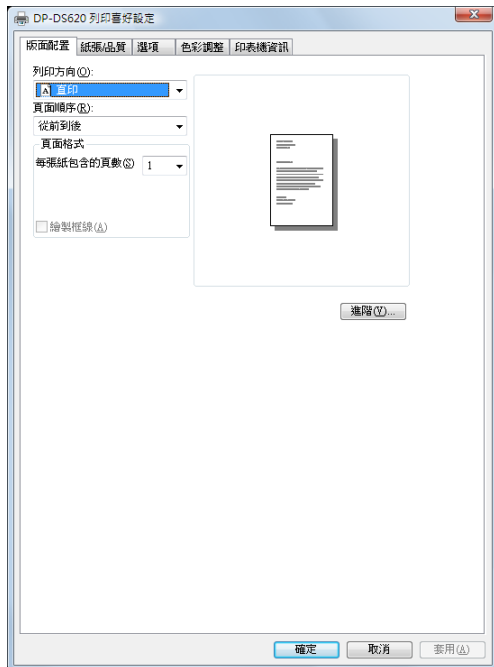 DP-DS620 列印喜好設定
版面配置 紙張/品質 選項 色彩調整 印表機資訊
列印方向(O):
A 直印
頁面順序(R):
從前到後
頁面格式
每張紙包含的頁數(S) 1
繪製框線(A)
進階(V)...
確定 取消 套用(A)